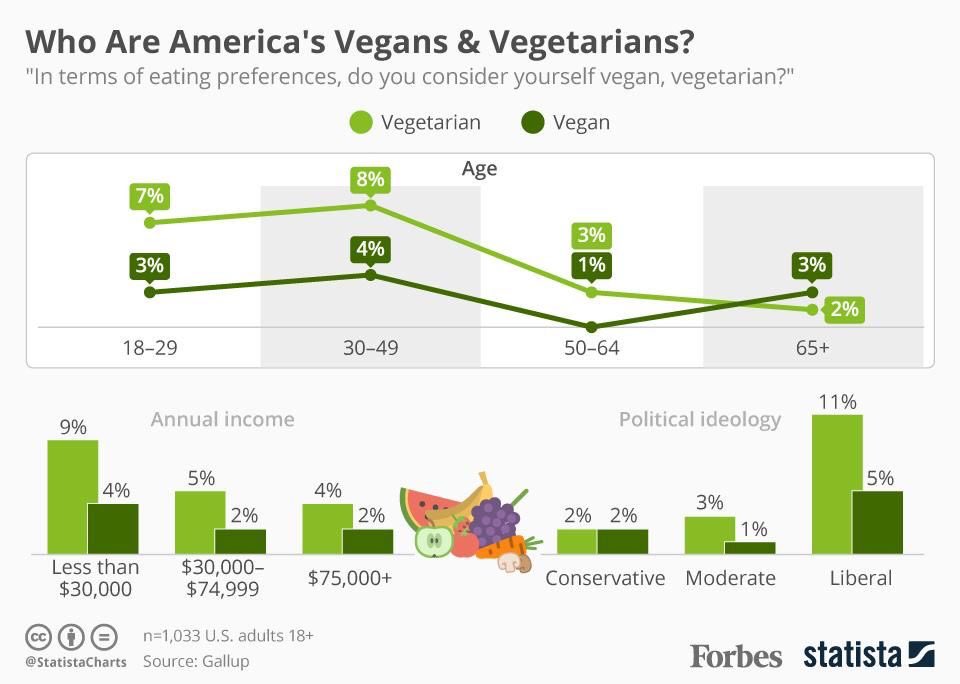 Who Are America's Vegans & Vegetarians?
"In terms of eating preferences, do you consider yourself vegan, vegetarian?"
Vegetarian Vegan
Age
7% 8% 3% 2%
3% 4% 1% 3%
18–29 30–49 50–64 65+
Annual income
9% 4% 5% 2% 4% 2%
Less than
$30,000
$30,000–
$74,999
$75,000+
Political ideology
2% 2% 3% 1% 11% 5%
Conservative Moderate Liberal
cc
@StatistaCharts
n=1,033 U.S. adults 18+
Source: Gallup
Forbes statista